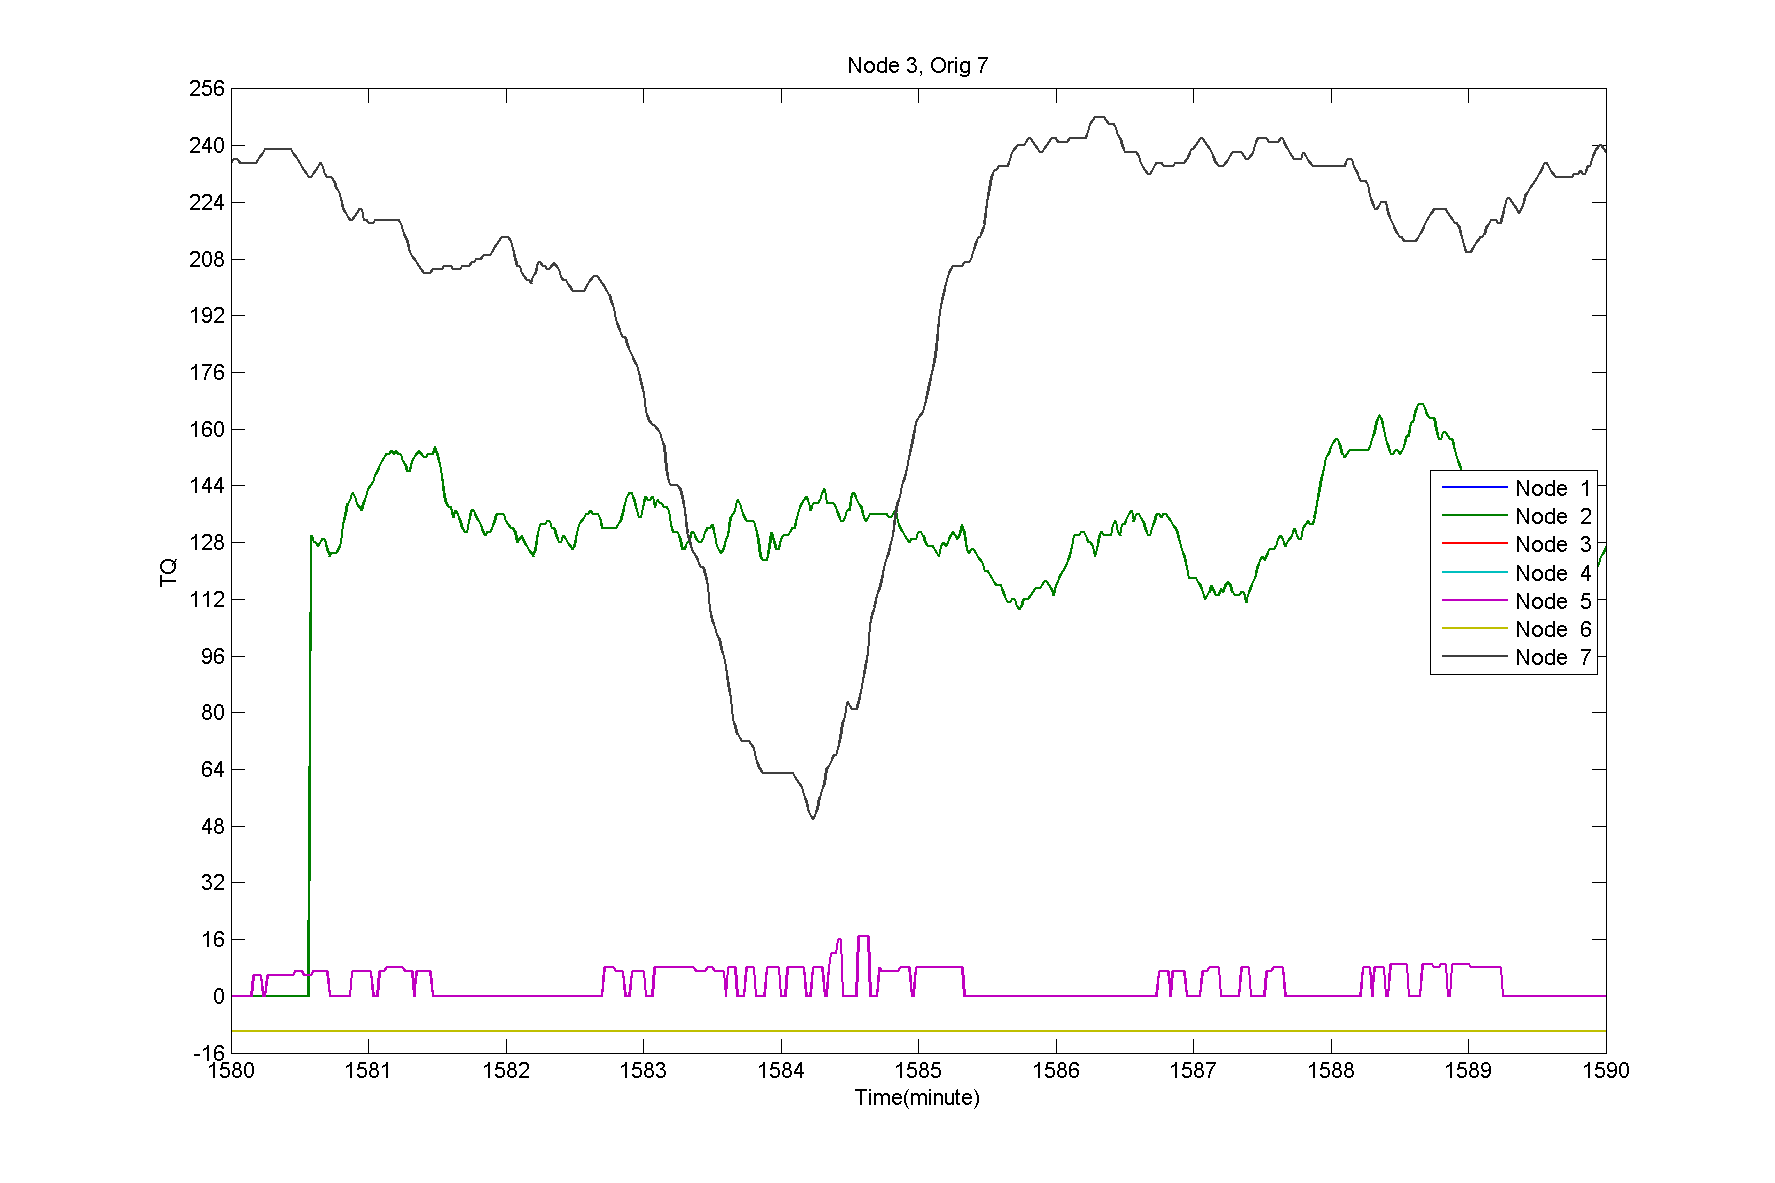 Node 3, Orig 7
256
240
224
208
192
176
160
144
128
112
96
80
64
48
32
16
0
-16
TQ
1580 1581 1582 1583 1584 1585 1586 1587 1588 1589 1590
Time(minute)
Node 1
Node 2
Node 3
Node 4
Node 5
Node 6
Node 7